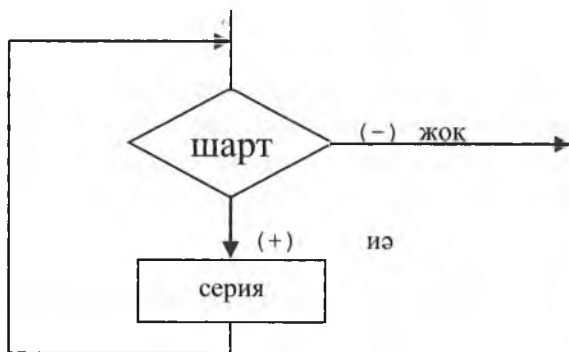 шарт
(-) жок
(+) иә
серия